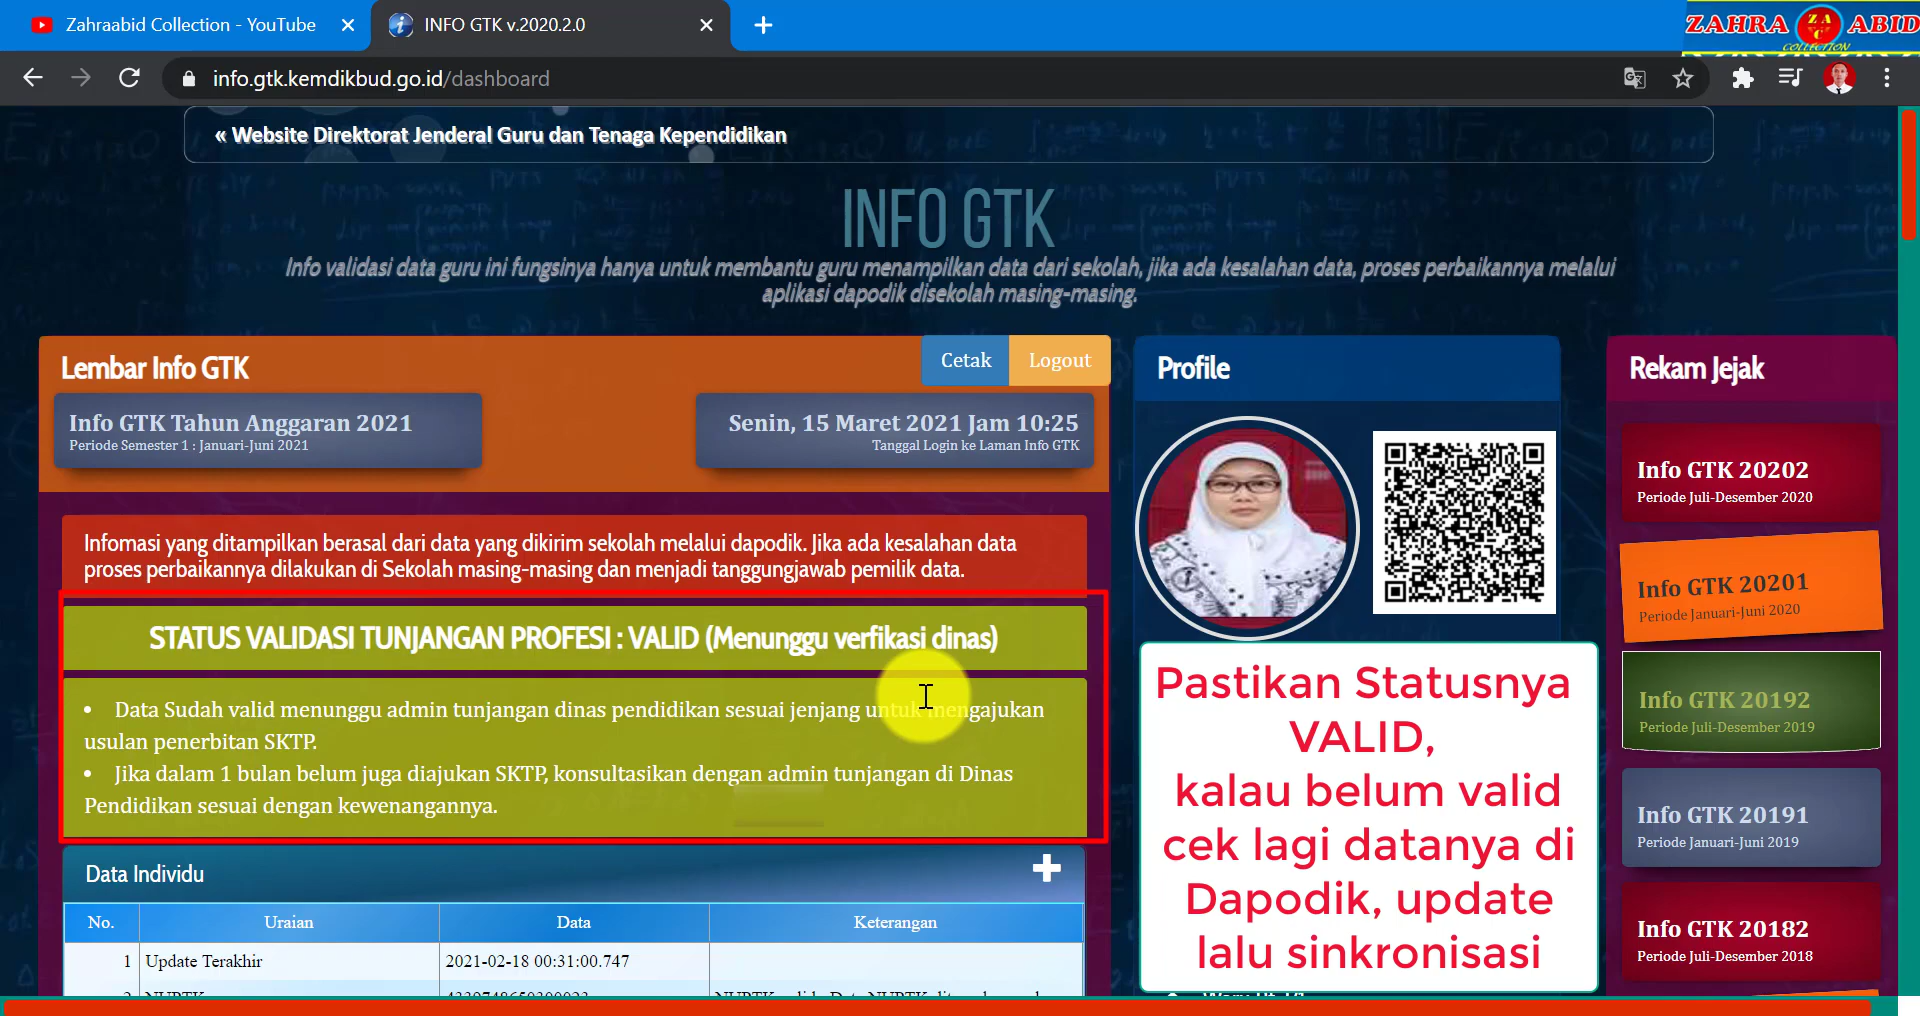 Zahraabid Collection - YouTube
INFO GTK v.2020.2.0
ZAHRA ZA C ABID
COLLECTION
info.gtk.kemdikbud.go.id/dashboard
« Website Direktorat Jenderal Guru dan Tenaga Kependidikan
INFO GTK
Info validasi data guru ini fungsinya hanya untuk membantu guru menampilkan data dari sekolah, jika ada kesalahan data, proses perbaikannya melalui
aplikasi dapodik disekolah masing-masing.
Lembar Info GTK
Cetak
Logout
Info GTK Tahun Anggaran 2021
Periode Semester 1 : Januari-Juni 2021
Senin, 15 Maret 2021 Jam 10:25
Tanggal Login ke Laman Info GTK
Infomasi yang ditampilkan berasal dari data yang dikirim sekolah melalui dapodik. Jika ada kesalahan data
proses perbaikannya dilakukan di Sekolah masing-masing dan menjadi tanggungjawab pemilik data.
STATUS VALIDASI TUNJANGAN PROFESI : VALID (Menunggu verfikasi dinas)
• Data Sudah valid menunggu admin tunjangan dinas pendidikan sesuai jenjang untuk mengajukan
usulan penerbitan SKTP.
• Jika dalam 1 bulan belum juga diajukan SKTP, konsultasikan dengan admin tunjangan di Dinas
Pendidikan sesuai dengan kewenangannya.
Data Individu
No. Uraian Data Keterangan
1 Update Terakhir 2021-02-18 00:31:00.747
Profile
Pastikan Statusnya
VALID,
kalau belum valid
cek lagi datanya di
Dapodik, update
lalu sinkronisasi
Rekam Jejak
Info GTK 20202
Periode Juli-Desember 2020
Info GTK 20201
Periode Januari-Juni 2020
Info GTK 20192
Periode Juli-Desember 2019
Info GTK 20191
Periode Januari-Juni 2019
Info GTK 20182
Periode Juli-Desember 2018